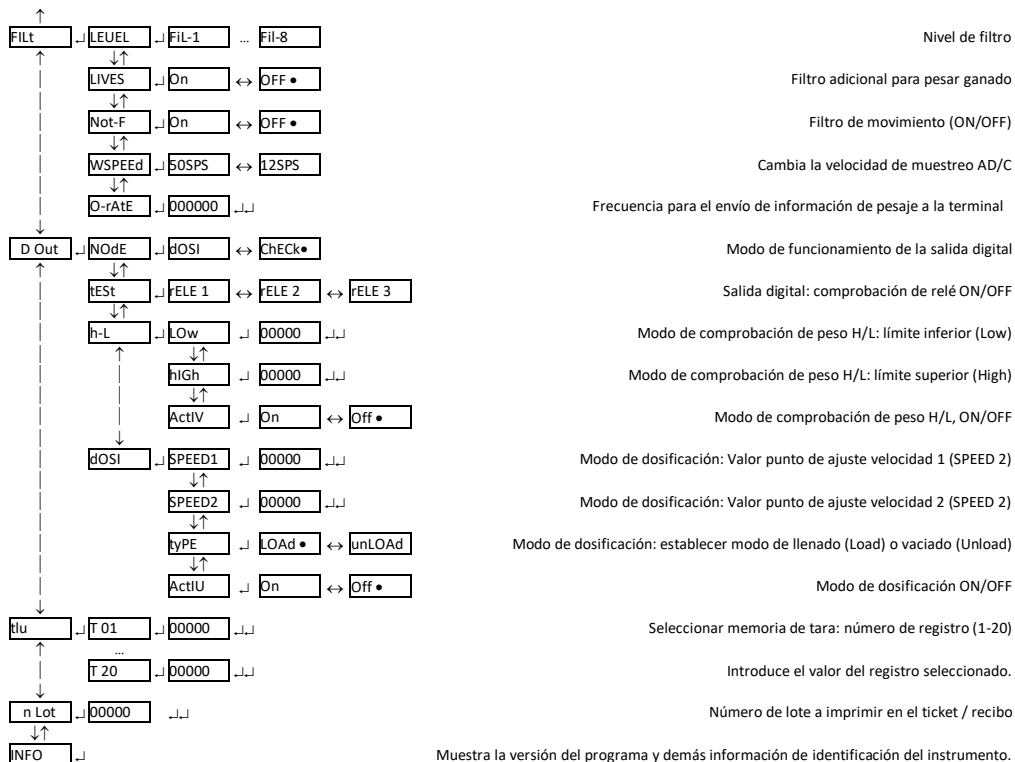 ↑
FILt ↵ LEUEL ↵ FiL-1 ... Fil-8 Nivel de filtro
↑ ↓↑
LIVES ↵ On ↔ OFF • Filtro adicional para pesar ganado
↓↑
Not-F ↵ On ↔ OFF • Filtro de movimiento (ON/OFF)
↓↑
WSPEEd ↵ 50SPS ↔ 12SPS Cambia la velocidad de muestreo AD/C
↓↑
O-rAtE ↵ 000000 ↵↵ Frecuencia para el envío de información de pesaje a la terminal
↓
D Out ↵ NOdE ↵ dOSI ↔ ChECk• Modo de funcionamiento de la salida digital
↑ ↓↑
tESt ↵ rELE 1 ↔ rELE 2 ↔ rELE 3 Salida digital: comprobación de relé ON/OFF
↓↑
h-L ↵ LOw ↵ 00000 ↵↵ Modo de comprobación de peso H/L: límite inferior (Low)
↑ ↓↑
hIGh ↵ 00000 ↵↵ Modo de comprobación de peso H/L: límite superior (High)
↓↑
ActIV ↵ On ↔ Off • Modo de comprobación de peso H/L, ON/OFF
↓
dOSI ↵ SPEED1 ↵ 00000 ↵↵ Modo de dosificación: Valor punto de ajuste velocidad 1 (SPEED 2)
↓↑
SPEED2 ↵ 00000 ↵↵ Modo de dosificación: Valor punto de ajuste velocidad 2 (SPEED 2)
↓↑
tyPE ↵ LOAd • ↔ unLOAd Modo de dosificación: establecer modo de llenado (Load) o vaciado (Unload)
↓↑
ActIU ↵ On ↔ Off • Modo de dosificación ON/OFF
↓
tlu ↵ T 01 ↵ 00000 ↵↵ Seleccionar memoria de tara: número de registro (1-20)
↑ ...
T 20 ↵ 00000 ↵↵ Introduce el valor del registro seleccionado.
↓
n Lot ↵ 00000 ↵↵ Número de lote a imprimir en el ticket / recibo
↓↑
INFO ↵ Muestra la versión del programa y demás información de identificación del instrumento.